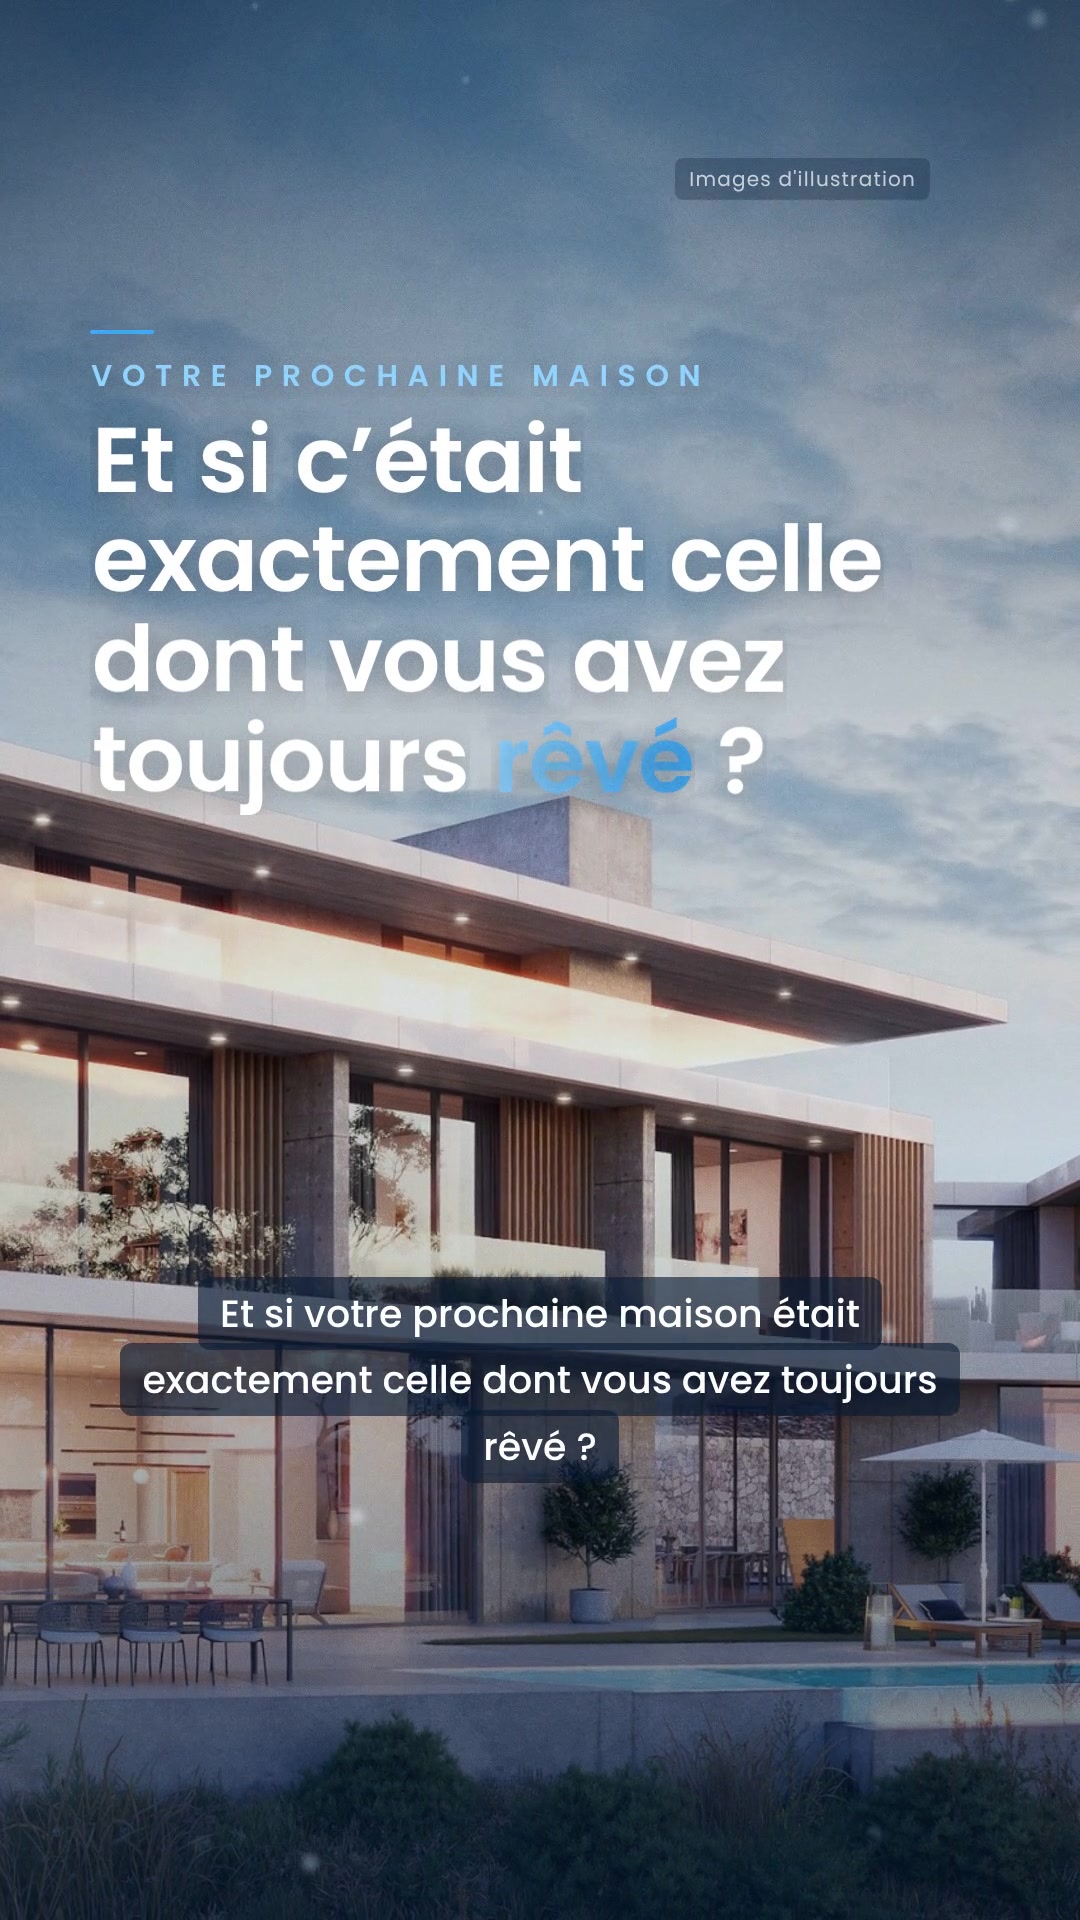 Images d'illustration
VOTRE PROCHAINE MAISON
Et si c’était
exactement celle
dont vous avez
toujours rêvé ?
Et si votre prochaine maison était
exactement celle dont vous avez toujours
rêvé ?